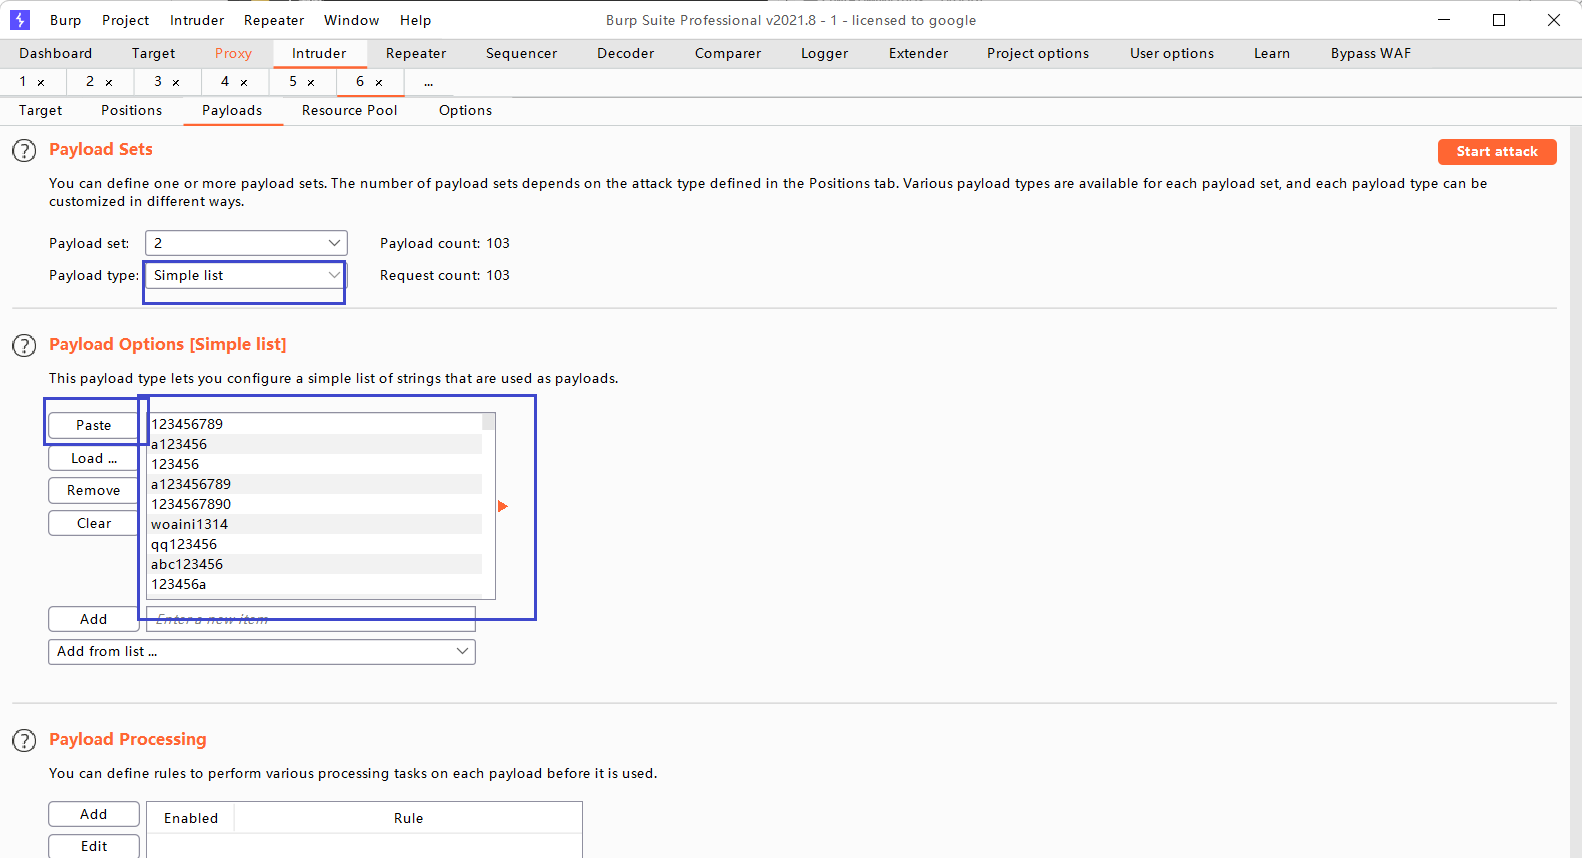 Burp Project Intruder Repeater Window Help Burp Suite Professional v2021.8 - 1 - licensed to google
Dashboard Target Proxy Intruder Repeater Sequencer Decoder Comparer Logger Extender Project options User options Learn Bypass WAF
1 × 2 × 3 × 4 × 5 × 6 × ...
Target Positions Payloads Resource Pool Options
? Payload Sets Start attack
You can define one or more payload sets. The number of payload sets depends on the attack type defined in the Positions tab. Various payload types are available for each payload set, and each payload type can be
customized in different ways.
Payload set: 2 Payload count: 103
Payload type: Simple list Request count: 103
? Payload Options [Simple list]
This payload type lets you configure a simple list of strings that are used as payloads.
Paste
Load ...
Remove
Clear
123456789
a123456
123456
a123456789
1234567890
woaini1314
qq123456
abc123456
123456a
Add Enter a new item
Add from list ...
? Payload Processing
You can define rules to perform various processing tasks on each payload before it is used.
Add Enabled Rule
Edit